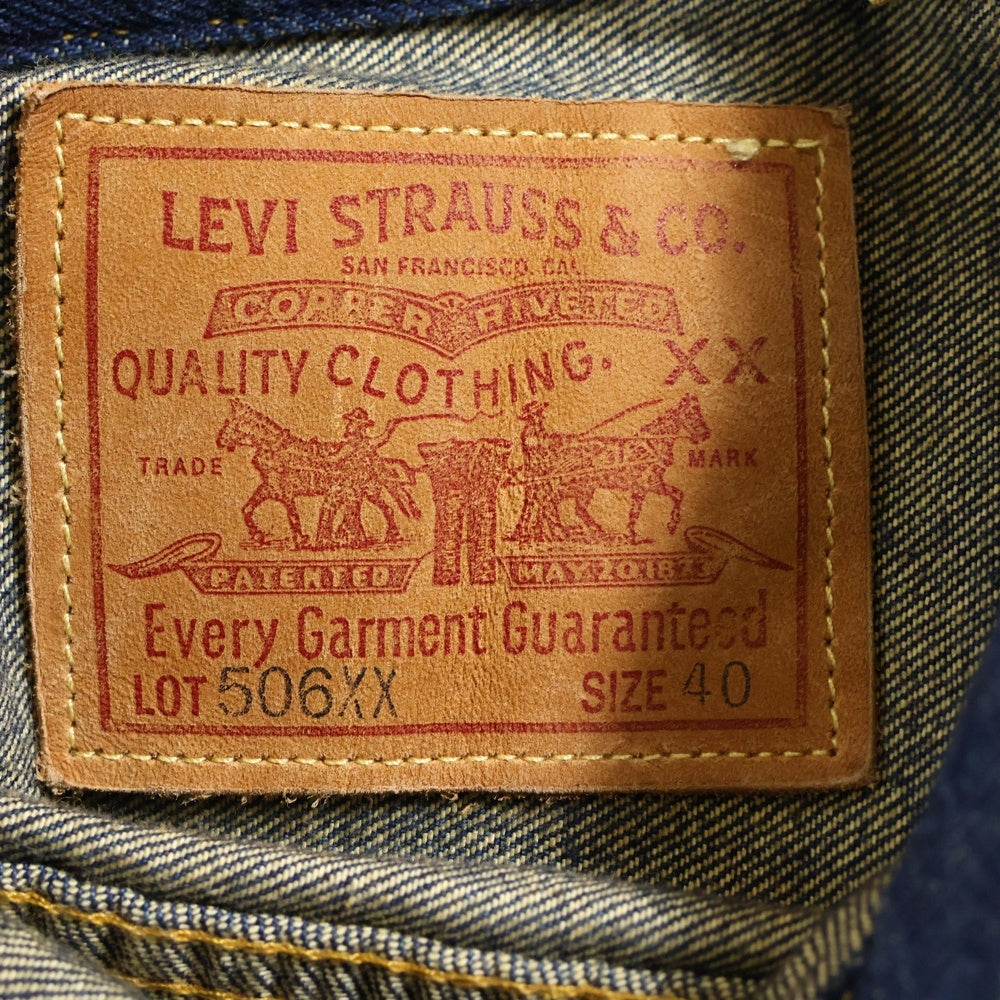 LEVI STRAUSS & CO.
SAN FRANCISCO. CAL.
COPPER RIVETED
QUALITY CLOTHING. XX
TRADE MARK
PATENTED MAY.20.1873
Every Garment Guaranteed
LOT 506XX SIZE 40